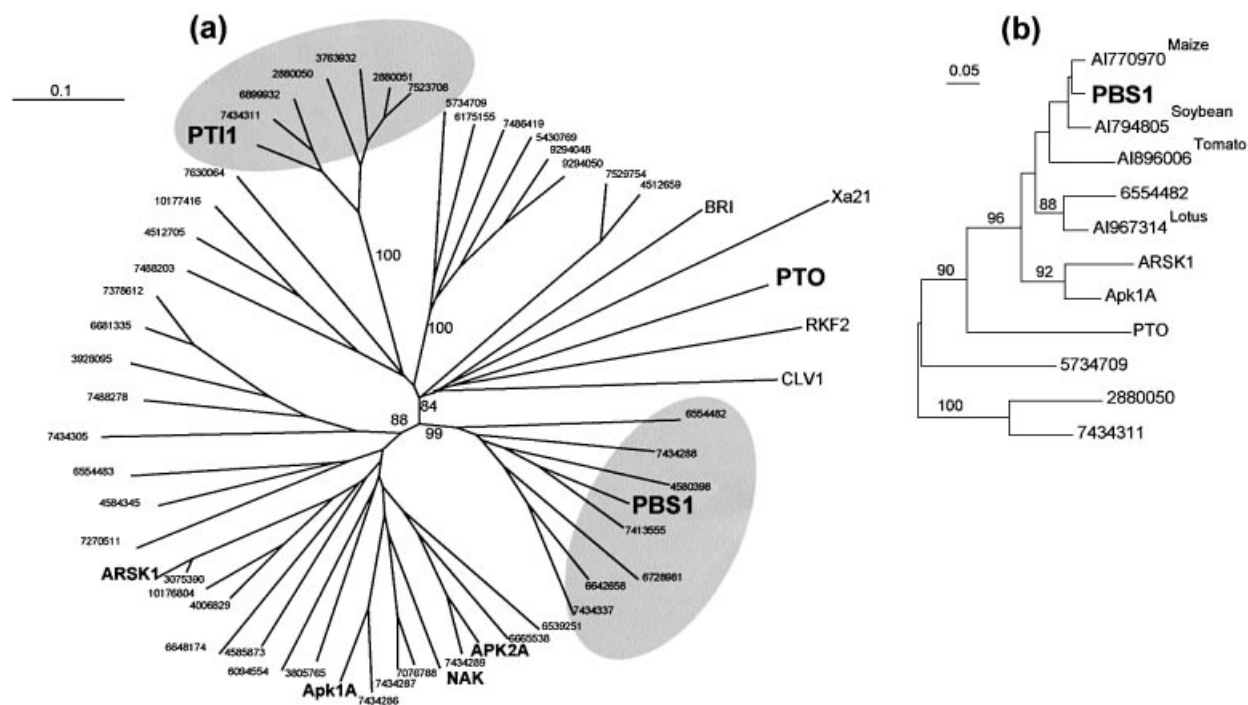 (a)
0.1
3763932
2880050
2880051
7523708
6899932
7434311
PTI1
5734709
6175155
7486419
5430769
9294048
9294050
7529754
4512659
7630064
10177416
4512705
7488203
7378612
6681335
3928095
7488278
7434305
6554483
4584345
7270511
ARSK1
3075390
10176804
4006829
6648174
4585873
6094554
3805765
Apk1A
7434286
7434287
7076788
NAK
7434289
APK2A
6665538
6539251
100
100
84
88
99
BRI
Xa21
PTO
RKF2
CLV1
6554482
7434288
4580398
PBS1
7413555
6728981
6642658
7434337
(b)
0.05
AI770970 Maize
PBS1
AI794805 Soybean
AI896006 Tomato
6554482
88
AI967314 Lotus
96
ARSK1
92
Apk1A
90
PTO
5734709
2880050
100
7434311